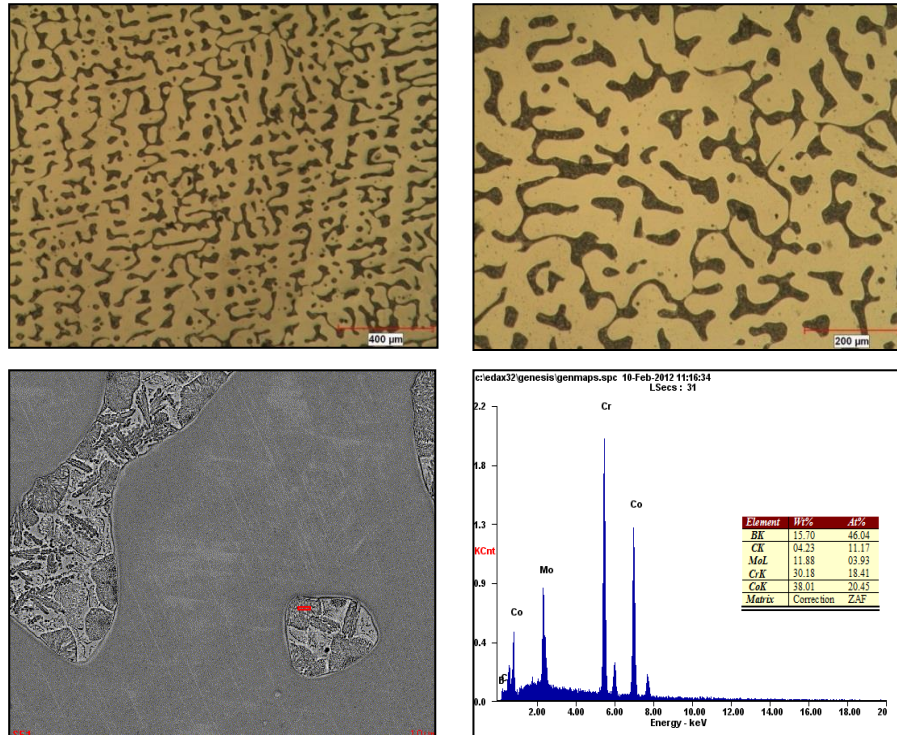 400 µm
200 µm
c:\edax32\genesis\genmaps.spc 10-Feb-2012 11:16:34
LSecs : 31
2.2
Cr
1.8
Co
1.3
KCnt
Mo
0.9
Co
0.4
0.0
2.00 4.00 6.00 8.00 10.00 12.00 14.00 16.00 18.00 20
Energy - keV
Element Wt% At%
BK 15.70 46.04
CK 04.23 11.17
MoL 11.88 03.93
CrK 30.18 18.41
CoK 38.01 20.45
Matrix Correction ZAF